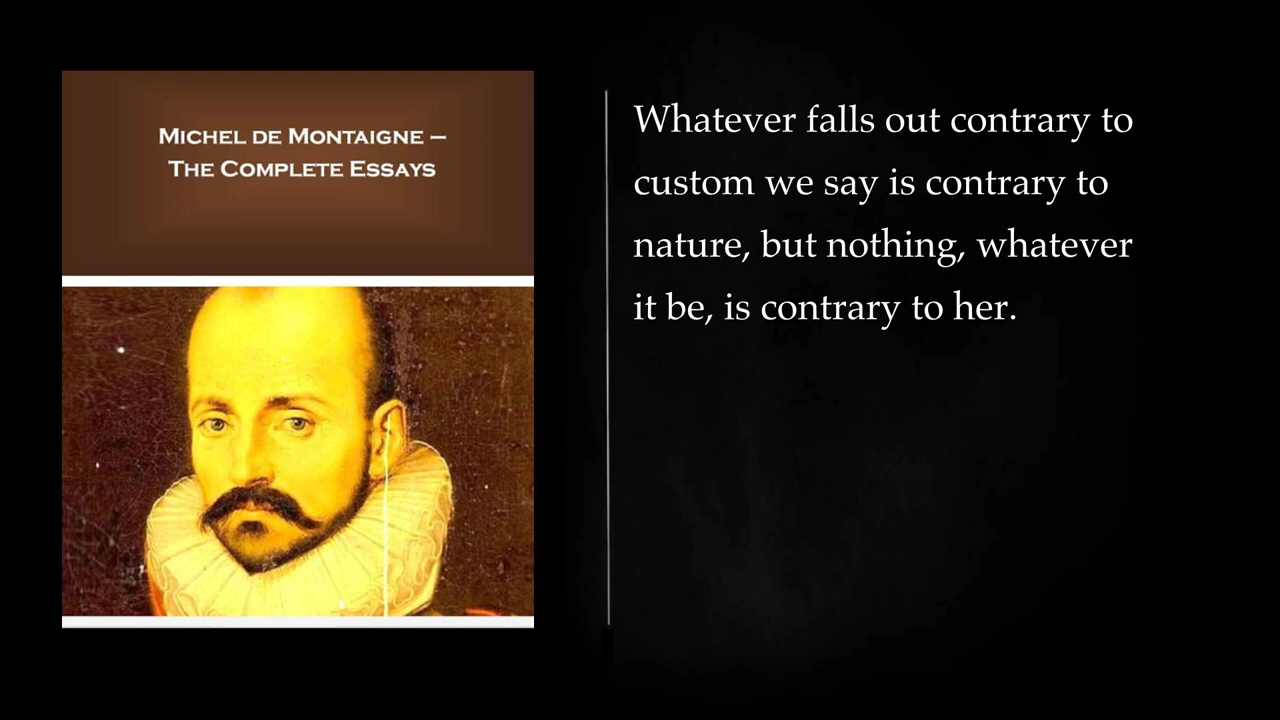 MICHEL DE MONTAIGNE –
THE COMPLETE ESSAYS
Whatever falls out contrary to
custom we say is contrary to
nature, but nothing, whatever
it be, is contrary to her.